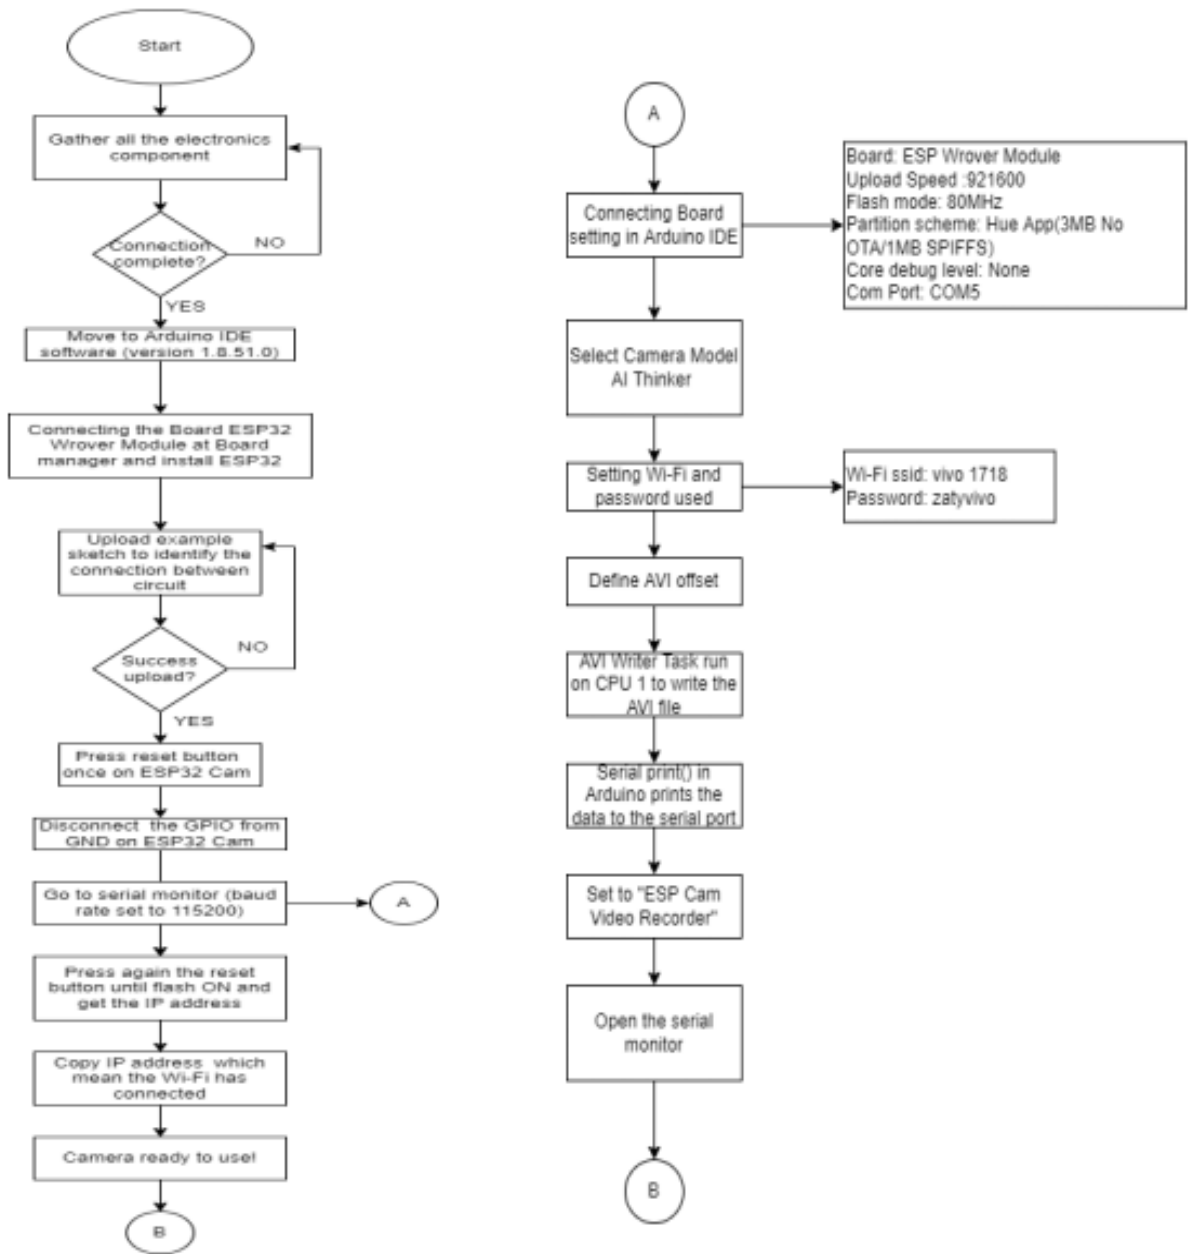 Start
Gather all the electronics
component
Connection
complete?
NO
YES
Move to Arduino IDE
software (version 1.8.51.0)
Connecting the Board ESP32
Wrover Module at Board
manager and install ESP32
Upload example
sketch to identify the
connection between
circuit
Success
upload?
NO
YES
Press reset button
once on ESP32 Cam
Disconnect the GPIO from
GND on ESP32 Cam
Go to serial monitor (baud
rate set to 115200)
A
Press again the reset
button until flash ON and
get the IP address
Copy IP address which
mean the Wi-Fi has
connected
Camera ready to use!
B
A
Connecting Board
setting in Arduino IDE
Board: ESP Wrover Module
Upload Speed :921600
Flash mode: 80MHz
Partition scheme: Hue App(3MB No
OTA/1MB SPIFFS)
Core debug level: None
Com Port: COM5
Select Camera Model
AI Thinker
Setting Wi-Fi and
password used
Wi-Fi ssid: vivo 1718
Password: zatyvivo
Define AVI offset
AVI Writer Task run
on CPU 1 to write the
AVI file
Serial print() in
Arduino prints the
data to the serial port
Set to "ESP Cam
Video Recorder"
Open the serial
monitor
B